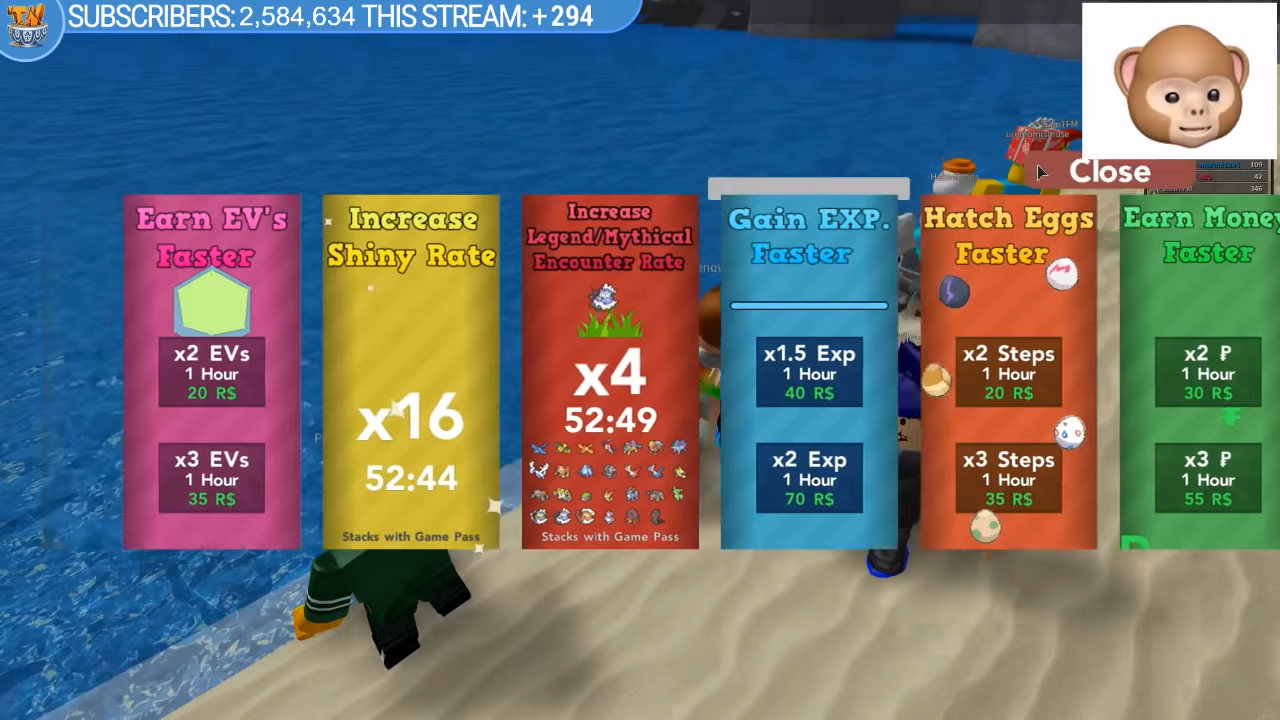 SUBSCRIBERS: 2,584,634 THIS STREAM: +294
Close
109
42
346
Earn EV's
Faster
x2 EVs
1 Hour
20 R$
x3 EVs
1 Hour
35 R$
Increase
Shiny Rate
x16
52:44
Stacks with Game Pass
Increase
Legend/Mythical
Encounter Rate
x4
52:49
Stacks with Game Pass
Gain EXP.
Faster
x1.5 Exp
1 Hour
40 R$
x2 Exp
1 Hour
70 R$
Hatch Eggs
Faster
x2 Steps
1 Hour
20 R$
x3 Steps
1 Hour
35 R$
Earn Money
Faster
x2 ₽
1 Hour
30 R$
x3 ₽
1 Hour
55 R$